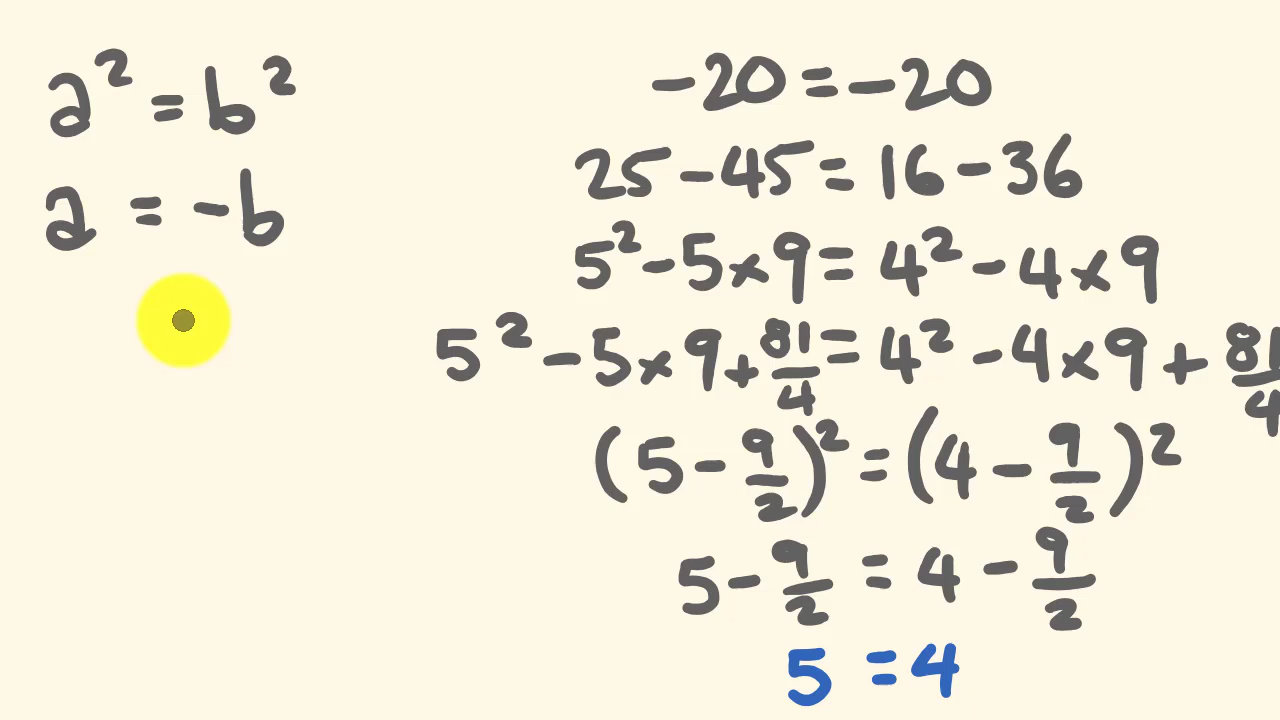 a² = b²
a = -b
-20 = -20
25 - 45 = 16 - 36
5² - 5 × 9 = 4² - 4 × 9
5² - 5 × 9 + 81/4 = 4² - 4 × 9 + 81/4
(5 - 9/2)² = (4 - 9/2)²
5 - 9/2 = 4 - 9/2
5 = 4